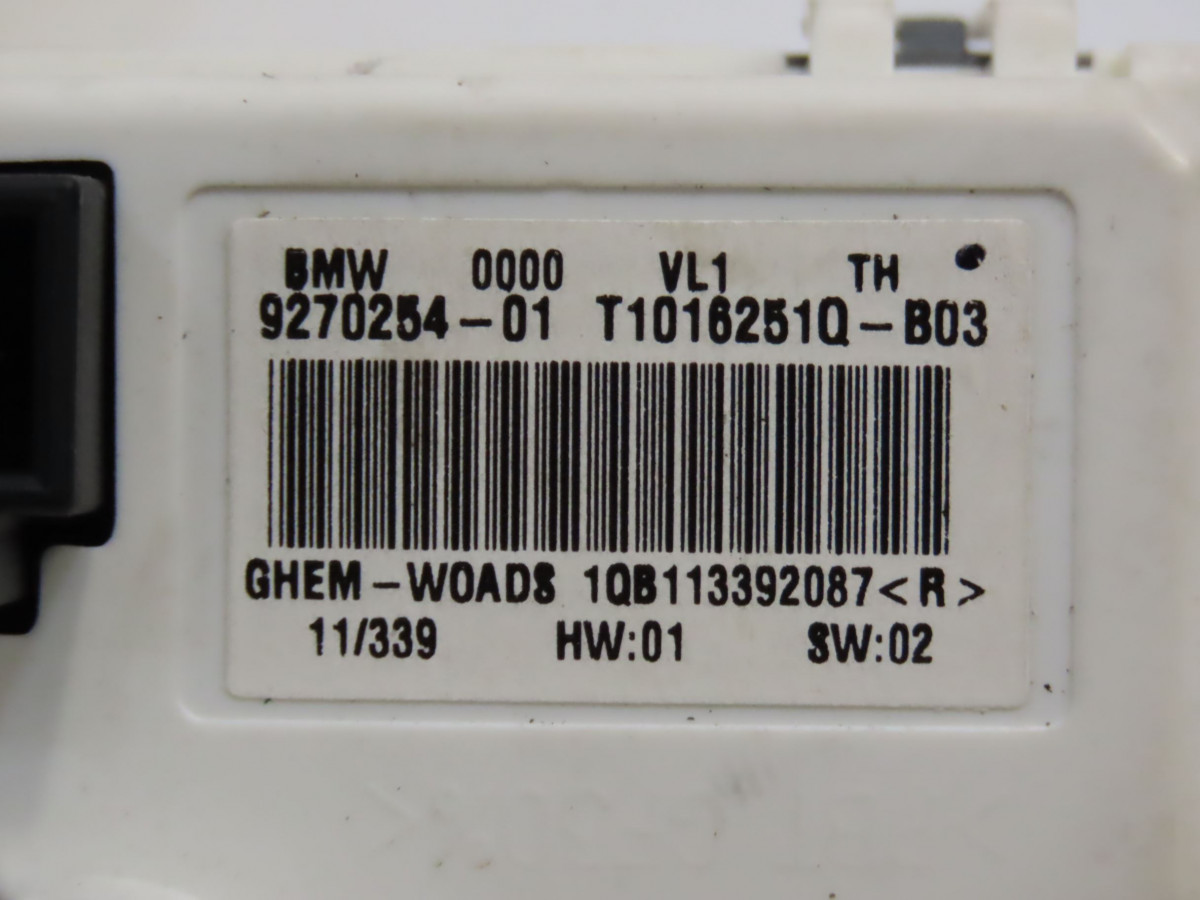 BMW 0000 VL1 TH
9270254-01 T1016251Q-B03
GHEM-WOADS 1QB113392087<R>
11/339 HW:01 SW:02